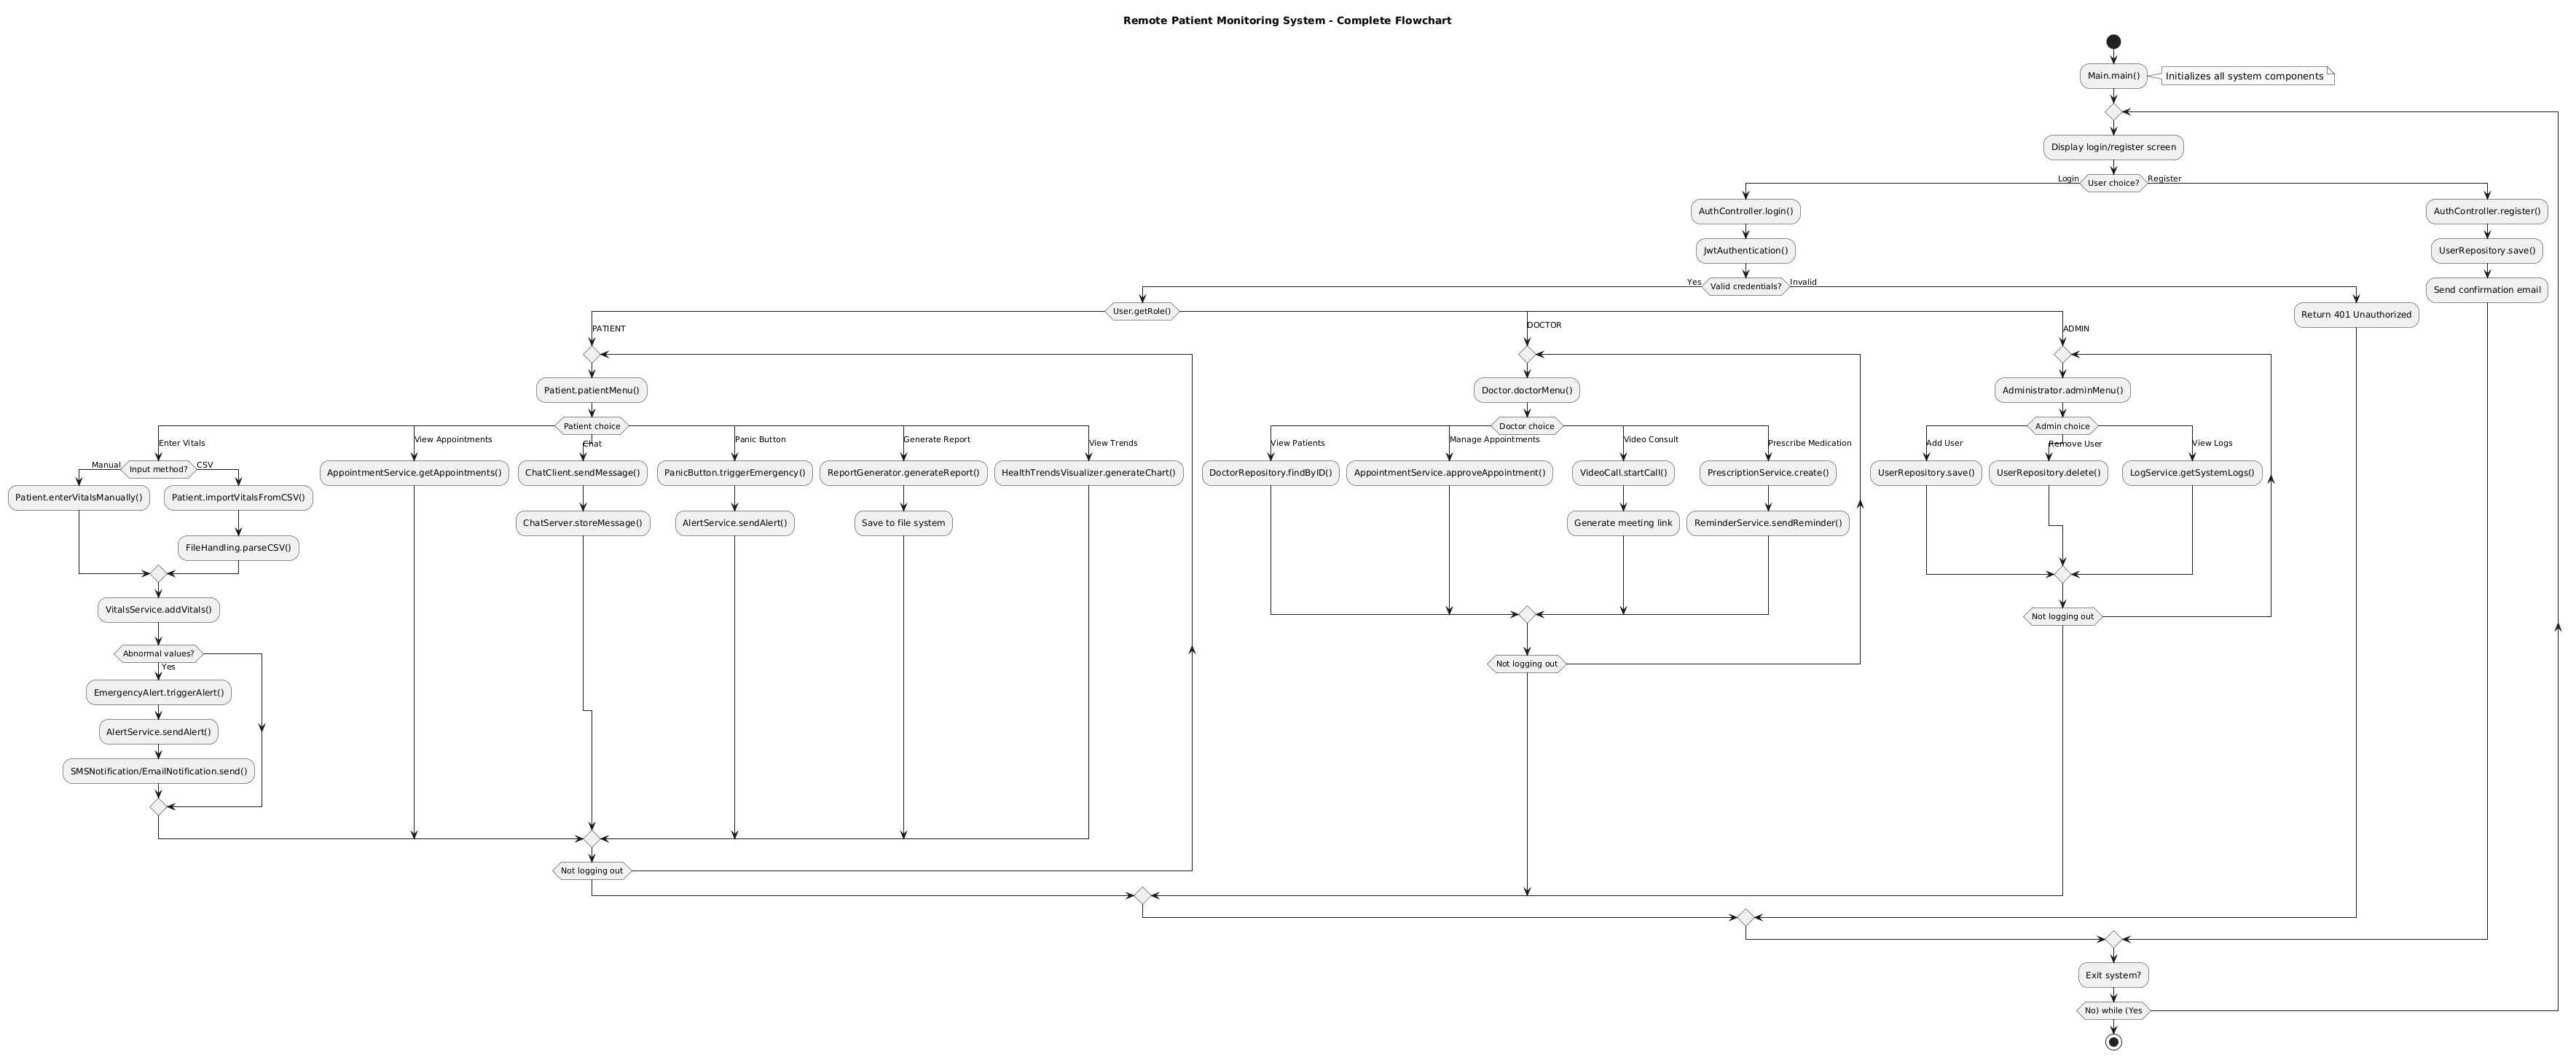 Remote Patient Monitoring System - Complete Flowchart
Main.main()
Initializes all system components
Display login/register screen
Login
User choice?
Register
AuthController.login()
AuthController.register()
JwtAuthentication()
UserRepository.save()
Yes
Valid credentials?
Invalid
Send confirmation email
User.getRole()
Return 401 Unauthorized
PATIENT
DOCTOR
ADMIN
Patient.patientMenu()
Patient choice
Enter Vitals
Manual
Input method?
CSV
Patient.enterVitalsManually()
Patient.importVitalsFromCSV()
FileHandling.parseCSV()
VitalsService.addVitals()
Abnormal values?
Yes
EmergencyAlert.triggerAlert()
AlertService.sendAlert()
SMSNotification/EmailNotification.send()
View Appointments
AppointmentService.getAppointments()
Chat
ChatClient.sendMessage()
ChatServer.storeMessage()
Panic Button
PanicButton.triggerEmergency()
AlertService.sendAlert()
Generate Report
ReportGenerator.generateReport()
Save to file system
View Trends
HealthTrendsVisualizer.generateChart()
Not logging out
Doctor.doctorMenu()
Doctor choice
View Patients
DoctorRepository.findByID()
Manage Appointments
AppointmentService.approveAppointment()
Video Consult
VideoCall.startCall()
Generate meeting link
Prescribe Medication
PrescriptionService.create()
ReminderService.sendReminder()
Not logging out
Administrator.adminMenu()
Admin choice
Add User
UserRepository.save()
Remove User
UserRepository.delete()
View Logs
LogService.getSystemLogs()
Not logging out
Exit system?
No) while (Yes